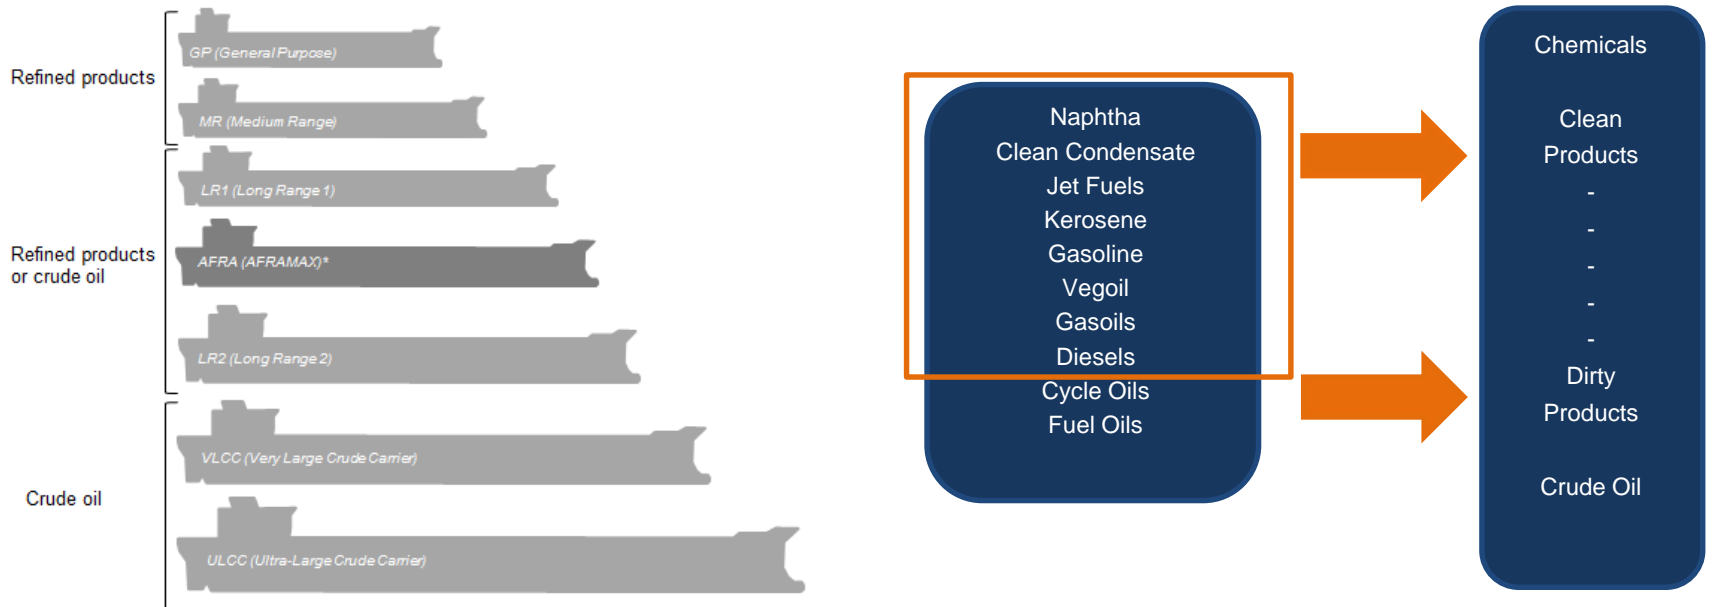 Refined products
GP (General Purpose)
MR (Medium Range)
Refined products
or crude oil
LR1 (Long Range 1)
AFRA (AFRAMAX)*
LR2 (Long Range 2)
Crude oil
VLCC (Very Large Crude Carrier)
ULCC (Ultra-Large Crude Carrier)
Naphtha
Clean Condensate
Jet Fuels
Kerosene
Gasoline
Vegoil
Gasoils
Diesels
Cycle Oils
Fuel Oils
Chemicals
Clean
Products
-
-
-
-
-
Dirty
Products
Crude Oil